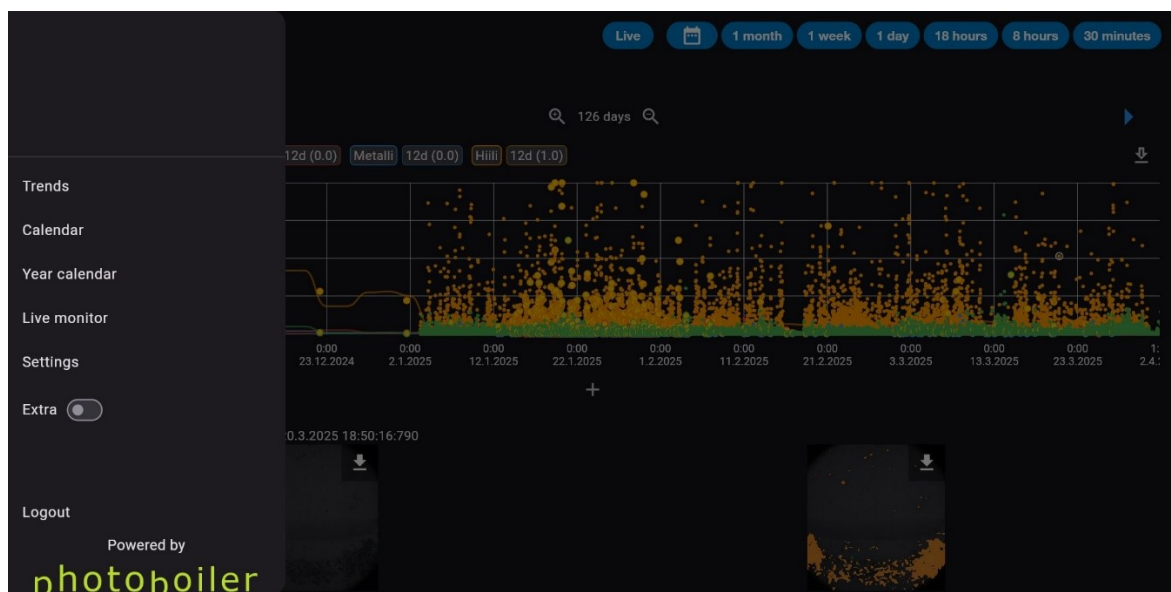 Live 1 month 1 week 1 day 18 hours 8 hours 30 minutes
126 days
12d (0.0) Metalli 12d (0.0) Hiili 12d (1.0)
Trends
Calendar
Year calendar
Live monitor
Settings
Extra
0:00 0:00 0:00 0:00 0:00 0:00 0:00 0:00 0:00 0:00 1:
23.12.2024 2.1.2025 12.1.2025 22.1.2025 1.2.2025 11.2.2025 21.2.2025 3.3.2025 13.3.2025 23.3.2025 2.4.
+
0.3.2025 18:50:16:790
Logout
Powered by
photoboiler